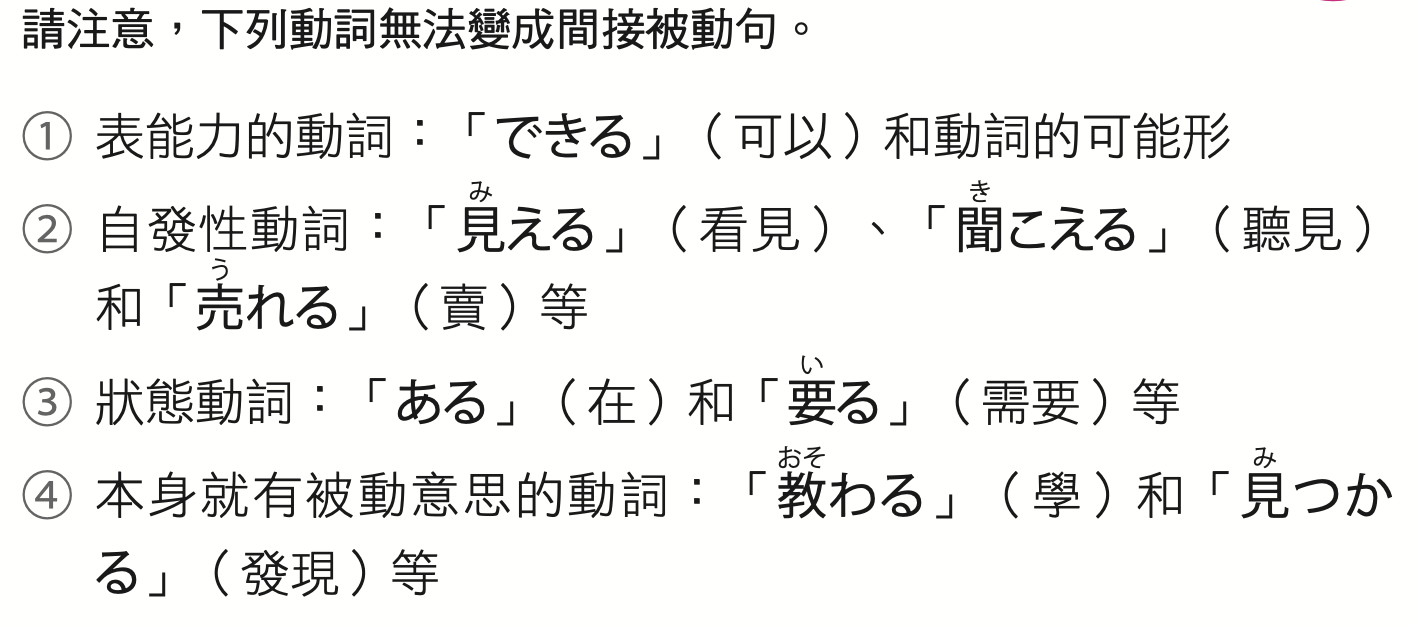 請注意，下列動詞無法變成間接被動句。
① 表能力的動詞：「できる」（可以）和動詞的可能形
② 自發性動詞：「見える」（看見）、「聞こえる」（聽見）
和「売れる」（賣）等
③ 狀態動詞：「ある」（在）和「要る」（需要）等
④ 本身就有被動意思的動詞：「教わる」（學）和「見つか
る」（發現）等
み
き
う
い
おそ
み